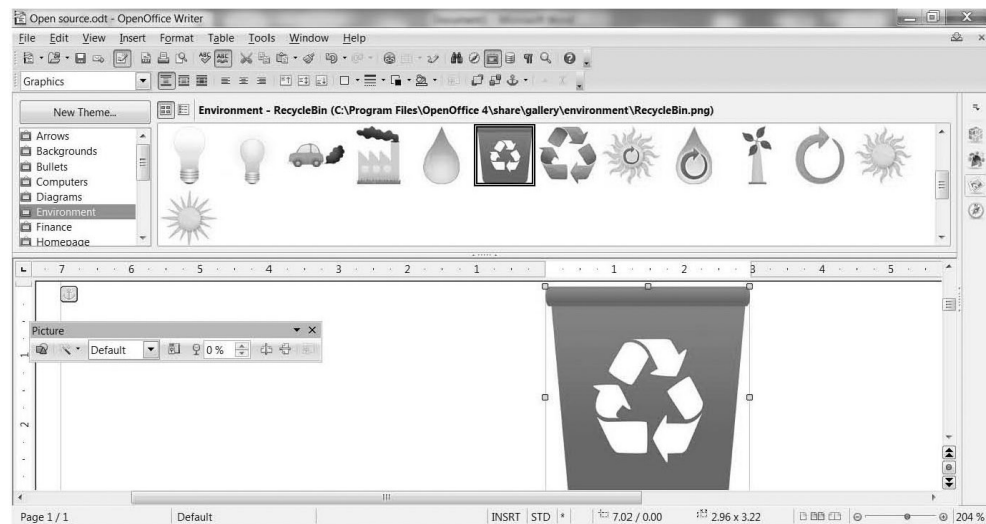 Open source.odt - OpenOffice Writer
File Edit View Insert Format Table Tools Window Help
Graphics
New Theme...
Environment - RecycleBin (C:\Program Files\OpenOffice 4\share\gallery\environment\RecycleBin.png)
Arrows
Backgrounds
Bullets
Computers
Diagrams
Environment
Finance
Homepage
7 6 5 4 3 2 1 1 2 3 4 5
Picture
Default 0 %
2
Page 1 / 1 Default INSRT STD * 7.02 / 0.00 2.96 x 3.22 204 %